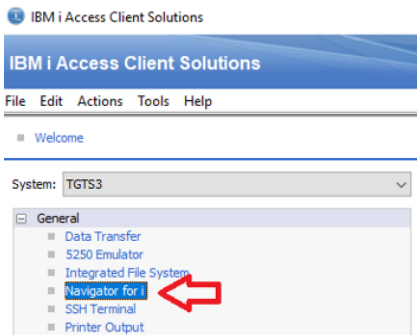 IBM i Access Client Solutions
IBM i Access Client Solutions
File Edit Actions Tools Help
Welcome
System: TGTS3
General
Data Transfer
5250 Emulator
Integrated File System
Navigator for i
SSH Terminal
Printer Output